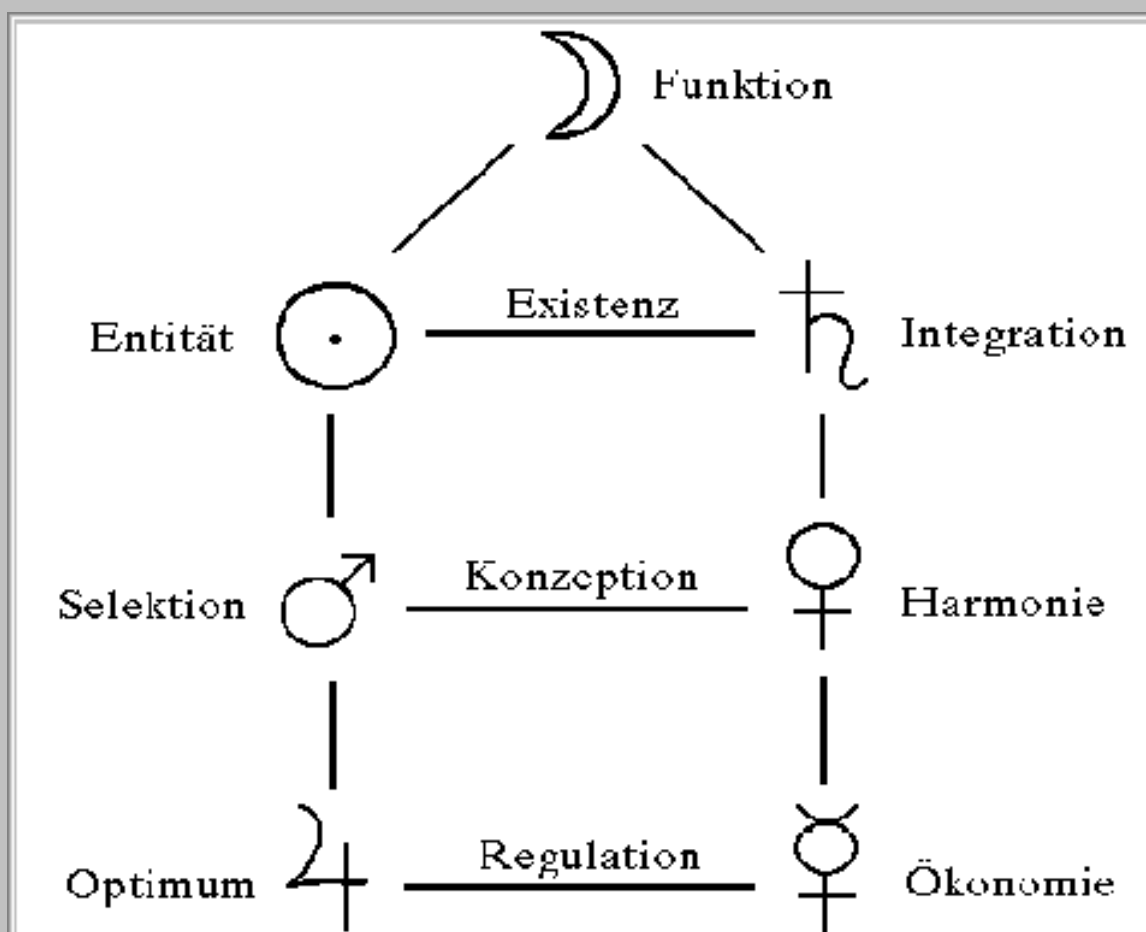 Funktion
Existenz
Entität
Integration
Konzeption
Selektion
Harmonie
Regulation
Optimum
Ökonomie